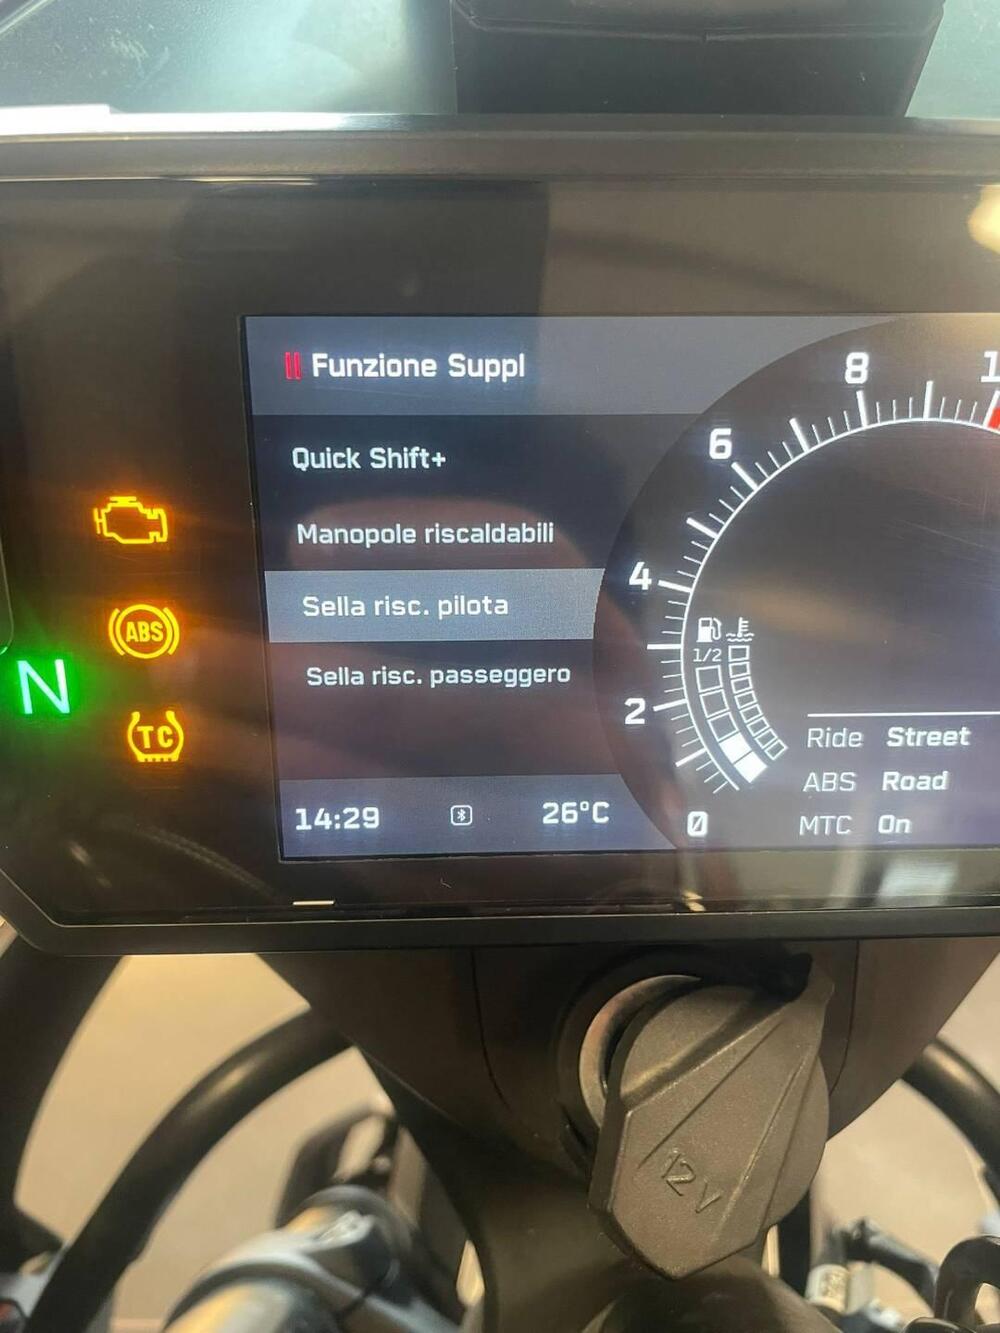 Funzione Suppl
Quick Shift+
Manopole riscaldabili
Sella risc. pilota
Sella risc. passeggero
14:29 26°C
N
ABS
TC
8
6
4
2
0
1/2
Ride Street
ABS Road
MTC On
12V